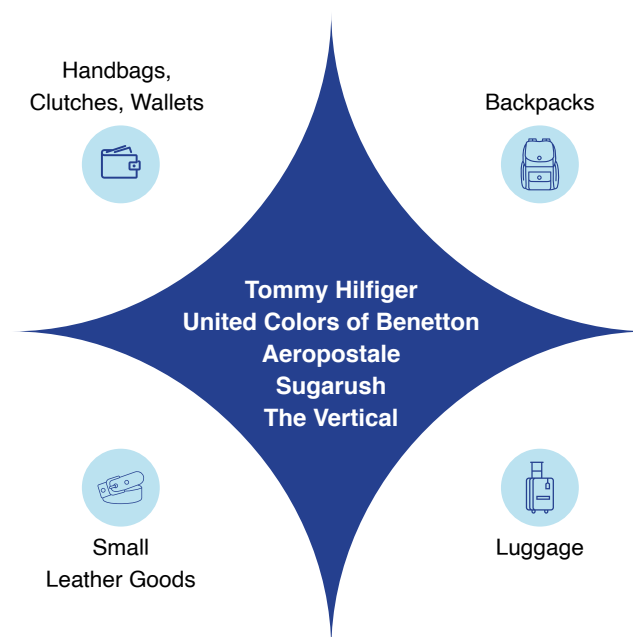 Handbags,
Clutches, Wallets
Backpacks
Tommy Hilfiger
United Colors of Benetton
Aeropostale
Sugarush
The Vertical
Small
Leather Goods
Luggage